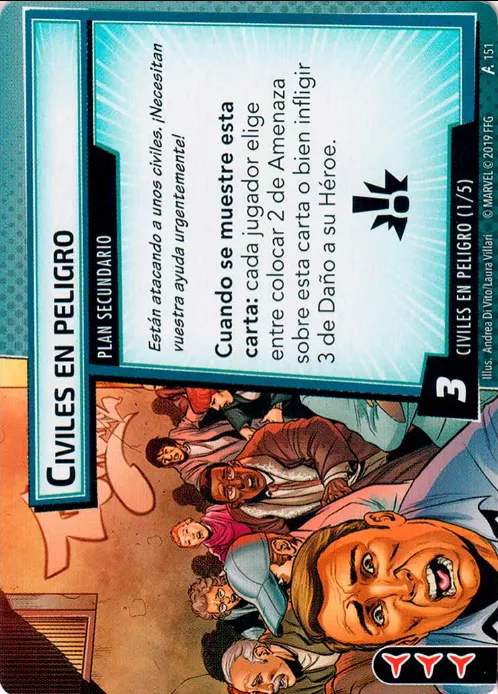 CIVILES EN PELIGRO
PLAN SECUNDARIO
Están atacando a unos civiles. ¡Necesitan
vuestra ayuda urgentemente!
Cuando se muestre esta
carta: cada jugador elige
entre colocar 2 de Amenaza
sobre esta carta o bien infligir
3 de Daño a su Héroe.
3
CIVILES EN PELIGRO (1/5)
Illus. Andrea Di Vito/Laura Villari © MARVEL © 2019 FFG A 151